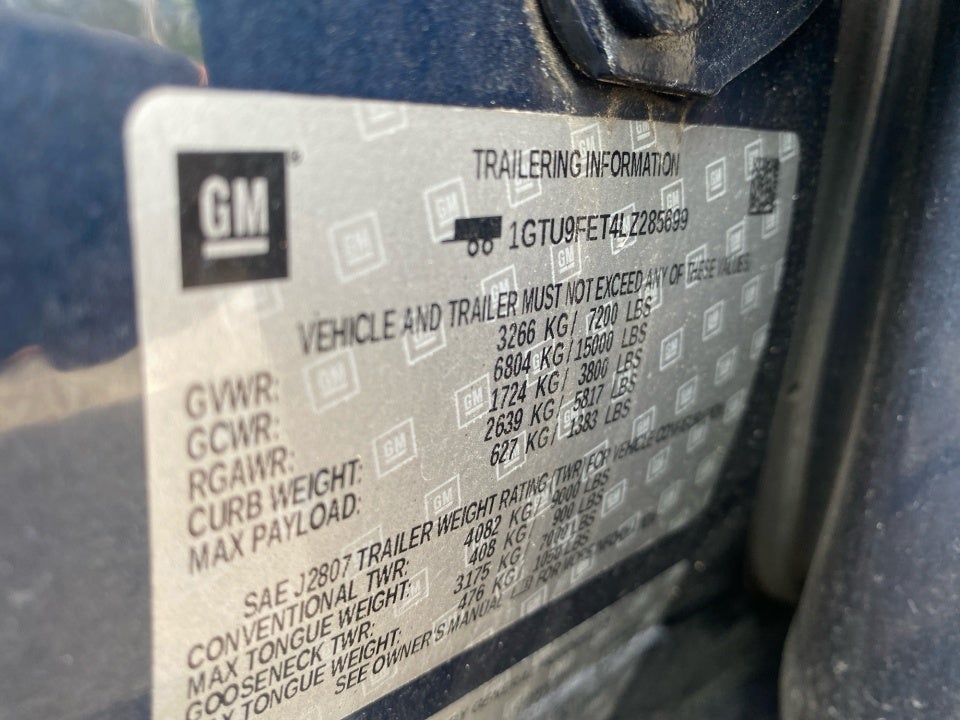 GM
TRAILERING INFORMATION
1GTU9FET4LZ285699
VEHICLE AND TRAILER MUST NOT EXCEED ANY OF THESE VALUES
GVWR: 3266 KG / 7200 LBS
GCWR: 6804 KG / 15000 LBS
RGAWR: 1724 KG / 3800 LBS
CURB WEIGHT: 2639 KG / 5817 LBS
MAX PAYLOAD: 627 KG / 1383 LBS
SAE J2807 TRAILER WEIGHT RATING (TWR) FOR VEHICLE CONFIGURATION
CONVENTIONAL TWR: 4082 KG / 9000 LBS
MAX TONGUE WEIGHT: 408 KG / 900 LBS
GOOSENECK TWR: 3175 KG / 7000 LBS
TONGUE WEIGHT: 476 KG / 1050 LBS
SEE OWNER'S MANUAL FOR MORE INFORMATION